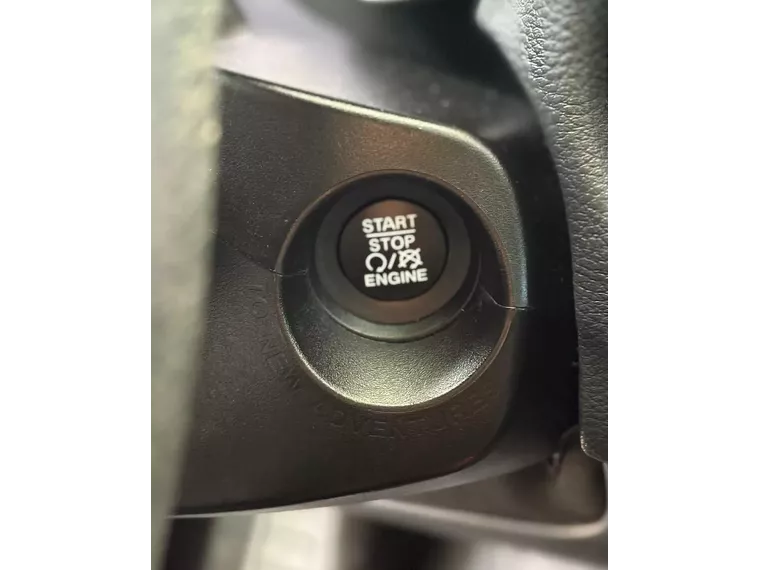 START
STOP
/
ENGINE
TO NEW ADVENTURES